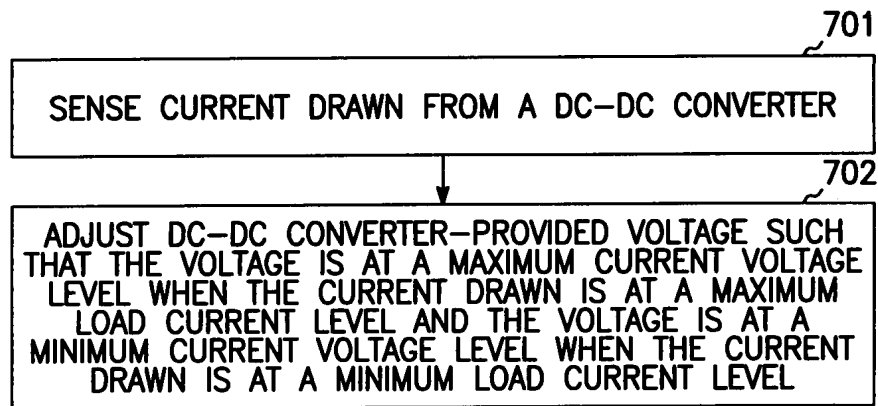 701
SENSE CURRENT DRAWN FROM A DC-DC CONVERTER
702
ADJUST DC-DC CONVERTER-PROVIDED VOLTAGE SUCH
THAT THE VOLTAGE IS AT A MAXIMUM CURRENT VOLTAGE
LEVEL WHEN THE CURRENT DRAWN IS AT A MAXIMUM
LOAD CURRENT LEVEL AND THE VOLTAGE IS AT A
MINIMUM CURRENT VOLTAGE LEVEL WHEN THE CURRENT
DRAWN IS AT A MINIMUM LOAD CURRENT LEVEL